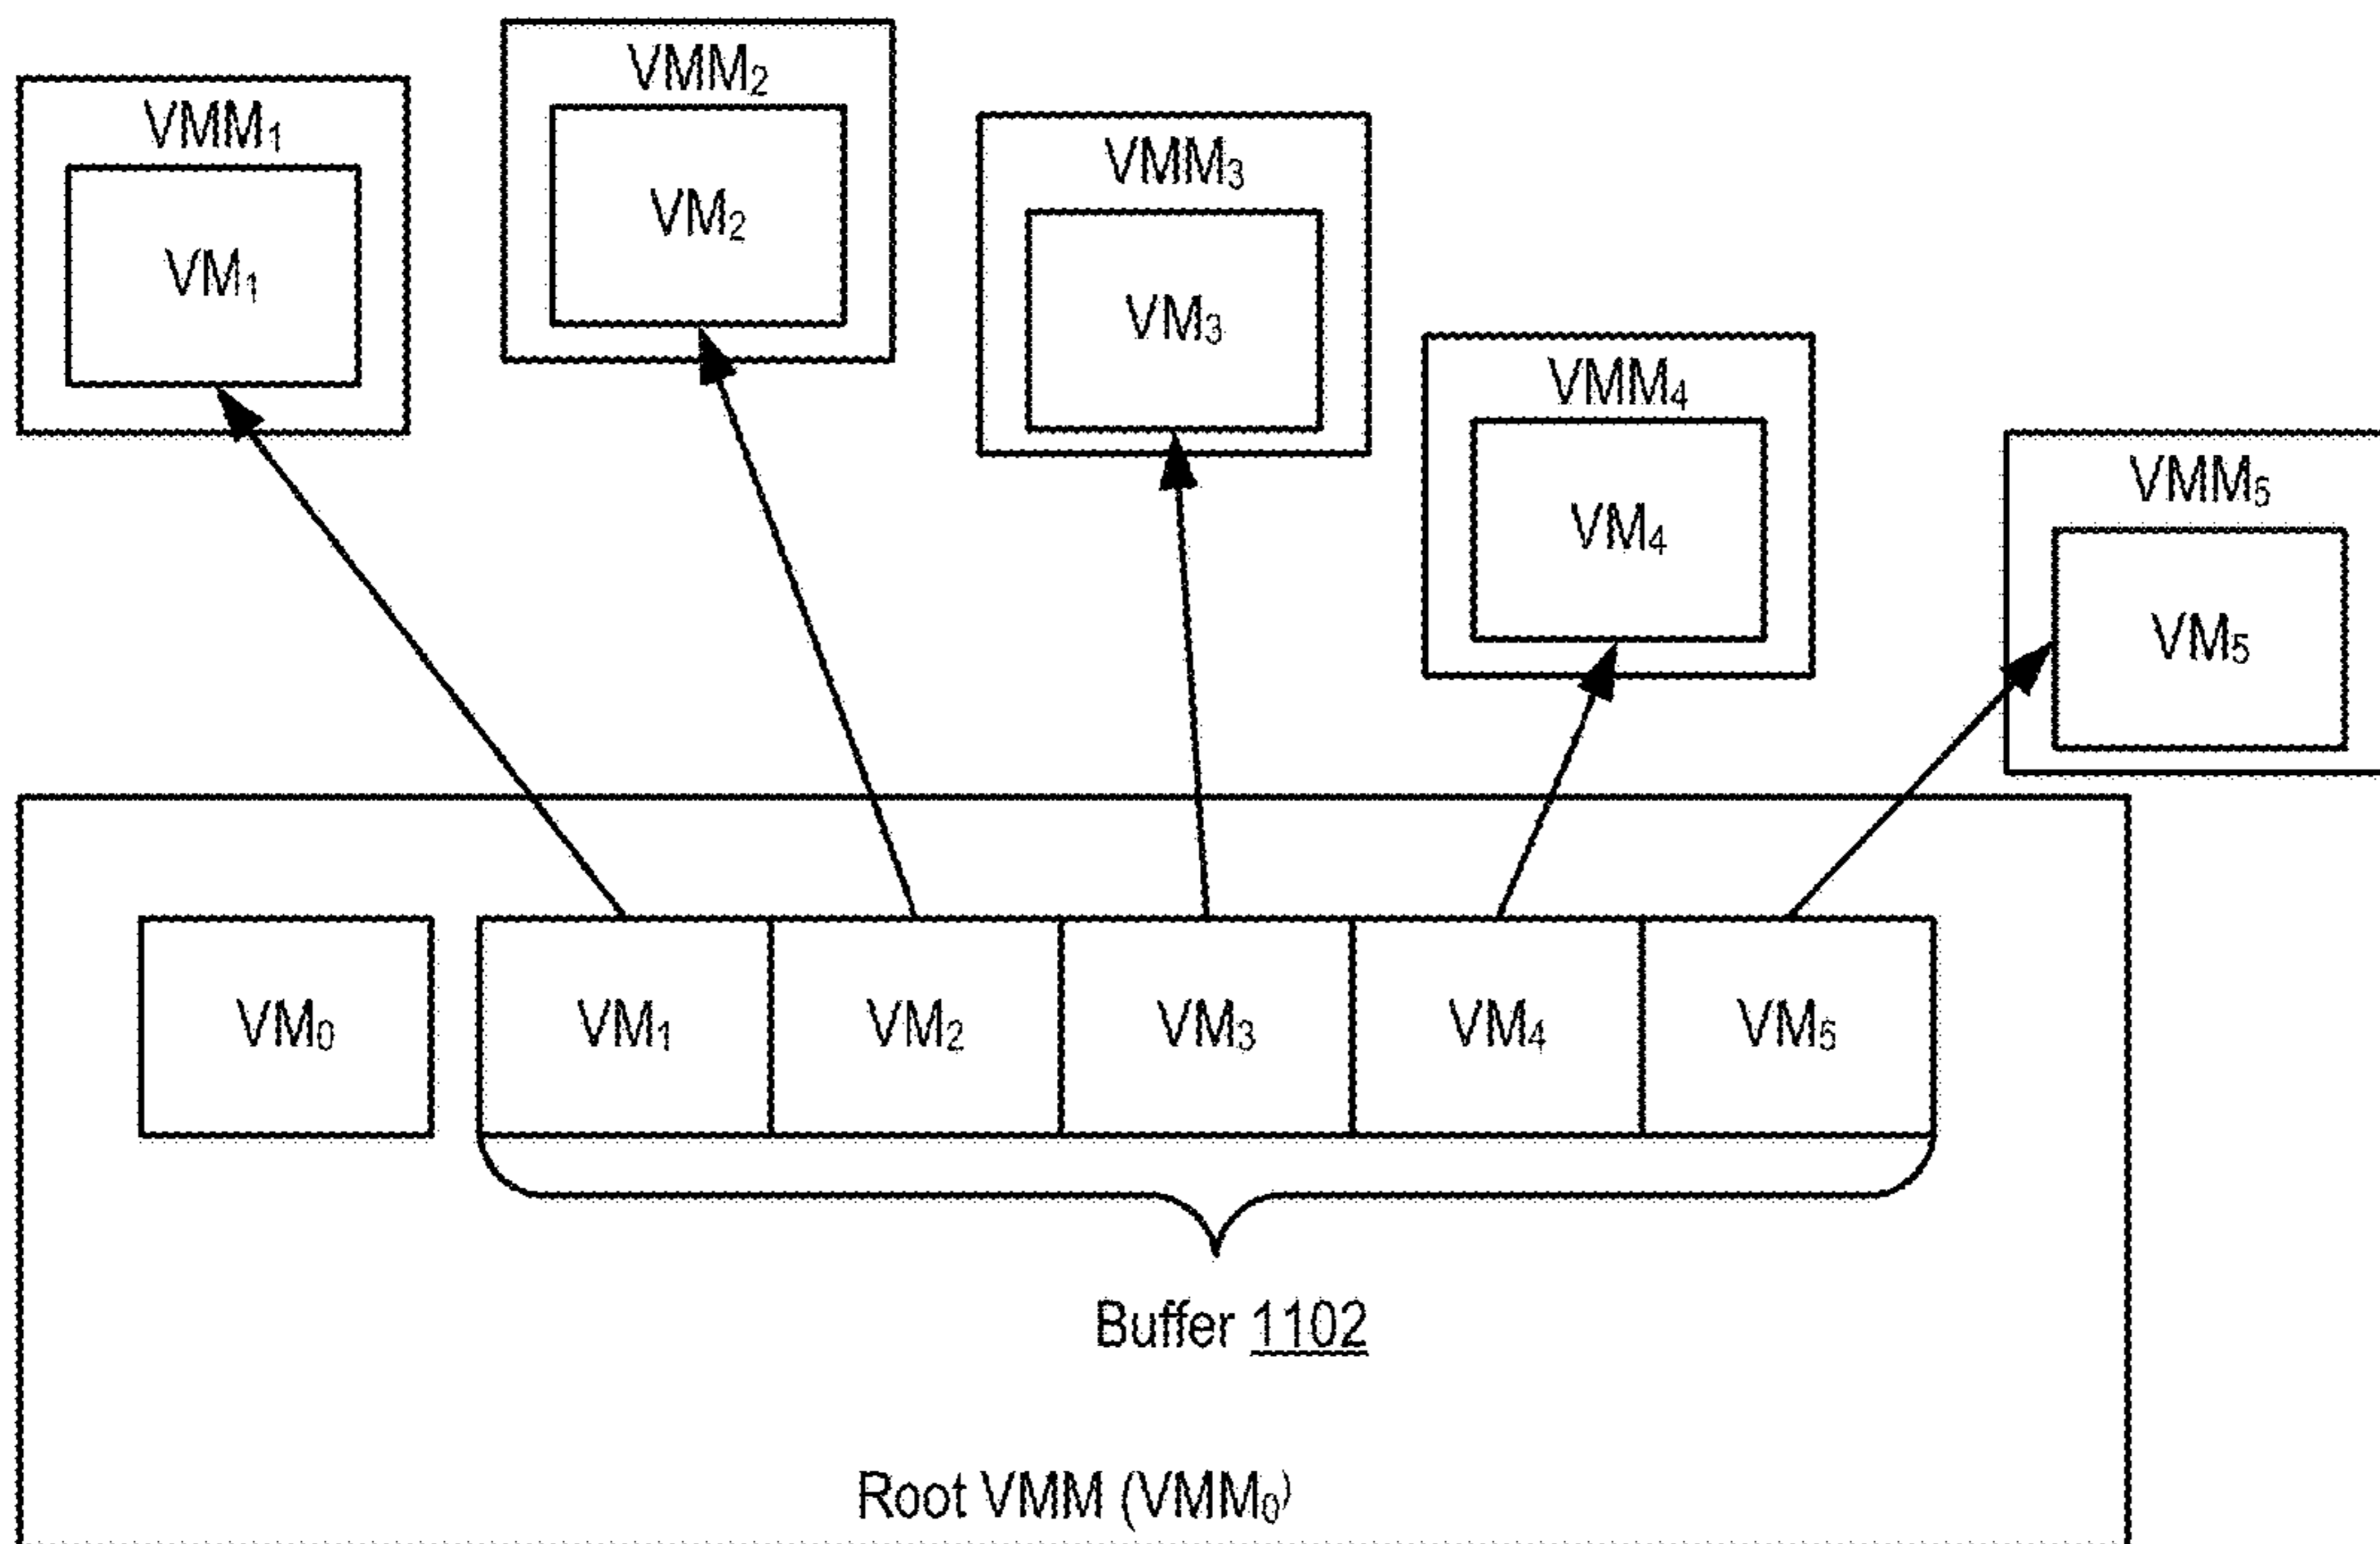 VMM₁
VM₁
VMM₂
VM₂
VMM₃
VM₃
VMM₄
VM₄
VMM₅
VM₅
VM₀
VM₁
VM₂
VM₃
VM₄
VM₅
Buffer 1102
Root VMM (VMM₀)